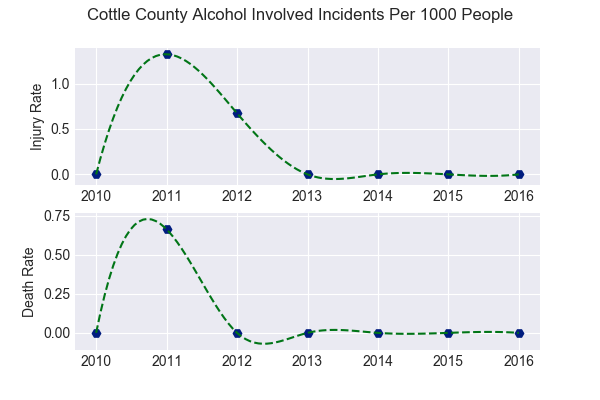 Cottle County Alcohol Involved Incidents Per 1000 People
Injury Rate
1.0
0.5
0.0
2010 2011 2012 2013 2014 2015 2016
Death Rate
0.75
0.50
0.25
0.00
2010 2011 2012 2013 2014 2015 2016